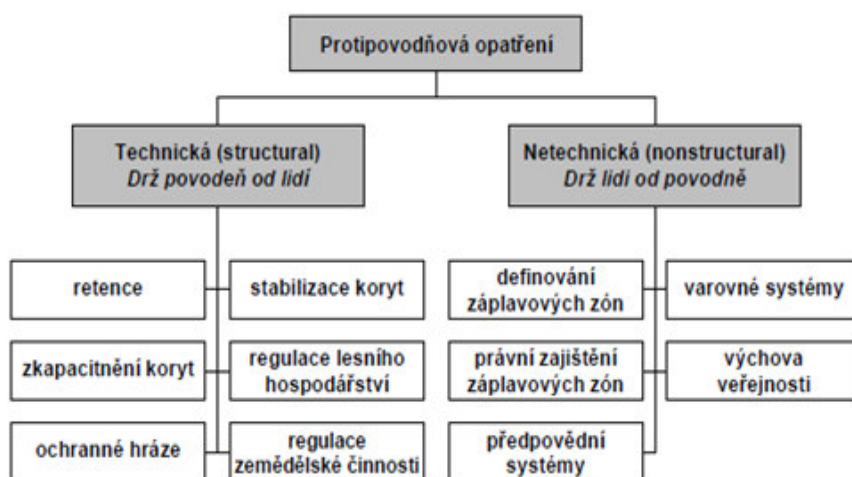 Protipovodňová opatření
Technická (structural)
Drž povodeň od lidí
Netechnická (nonstructural)
Drž lidi od povodně
retence
stabilizace koryt
zkapacitnění koryt
regulace lesního
hospodářství
ochranné hráze
regulace
zemědělské činnosti
definování
záplavových zón
varovné systémy
právní zajištění
záplavových zón
výchova
veřejnosti
předpovědní
systémy